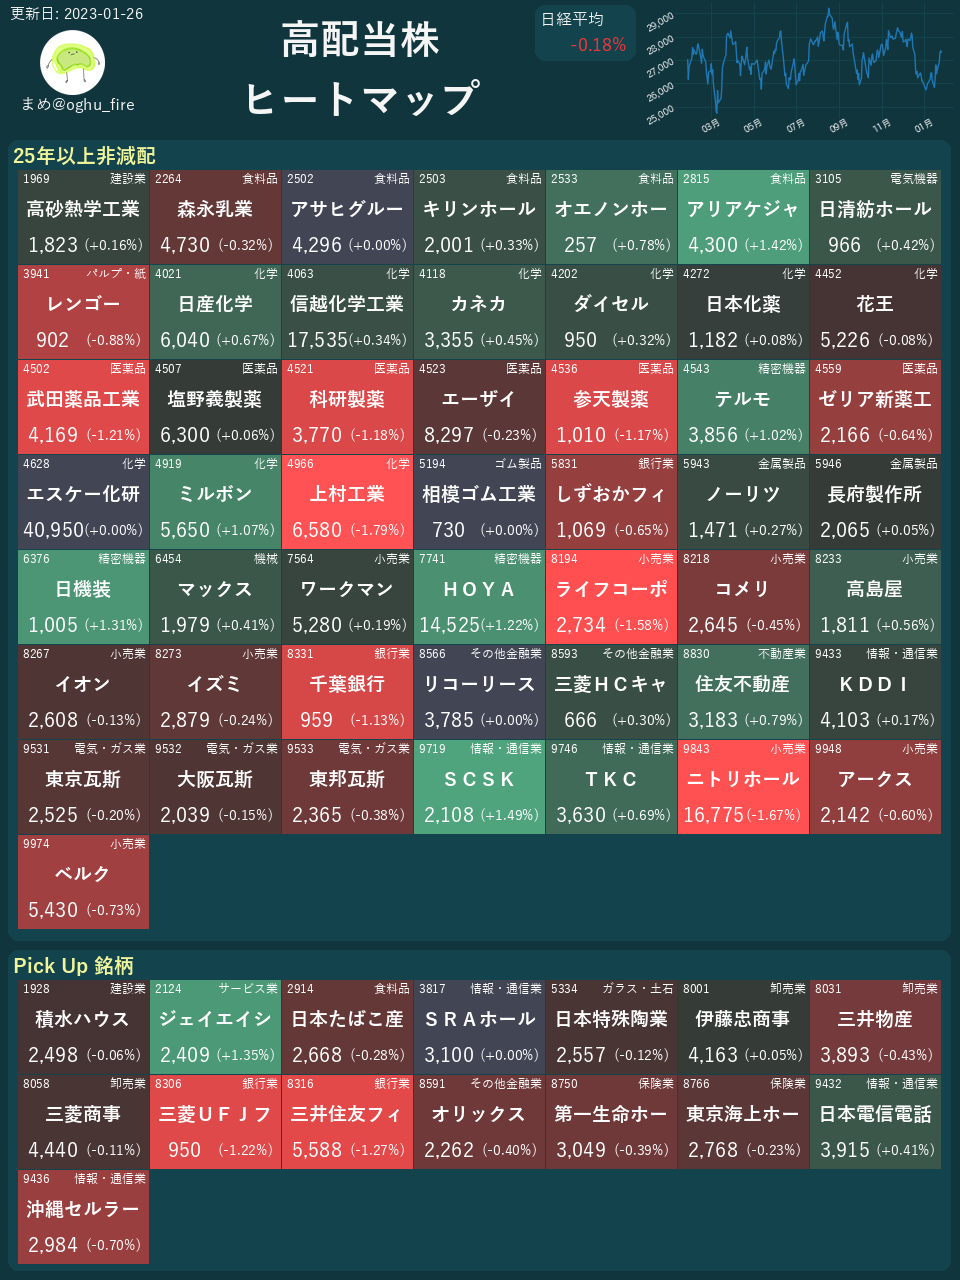 更新日: 2023-01-26
まめ@oghu_fire
高配当株
ヒートマップ
日経平均
-0.18%
29,000
28,000
27,000
26,000
25,000
03月 05月 07月 09月 11月 01月
25年以上非減配
1969 建設業 2264 食料品 2502 食料品 2503 食料品 2533 食料品 2815 食料品 3105 電気機器
高砂熱学工業 森永乳業 アサヒグルー キリンホール オエノンホー アリアケジャ 日清紡ホール
1,823 (+0.16%) 4,730 (-0.32%) 4,296 (+0.00%) 2,001 (+0.33%) 257 (+0.78%) 4,300 (+1.42%) 966 (+0.42%)
3941 パルプ・紙 4021 化学 4063 化学 4118 化学 4202 化学 4272 化学 4452 化学
レンゴー 日産化学 信越化学工業 カネカ ダイセル 日本化薬 花王
902 (-0.88%) 6,040 (+0.67%) 17,535(+0.34%) 3,355 (+0.45%) 950 (+0.32%) 1,182 (+0.08%) 5,226 (-0.08%)
4502 医薬品 4507 医薬品 4521 医薬品 4523 医薬品 4536 医薬品 4543 精密機器 4559 医薬品
武田薬品工業 塩野義製薬 科研製薬 エーザイ 参天製薬 テルモ ゼリア新薬工
4,169 (-1.21%) 6,300 (+0.06%) 3,770 (-1.18%) 8,297 (-0.23%) 1,010 (-1.17%) 3,856 (+1.02%) 2,166 (-0.64%)
4628 化学 4919 化学 4966 化学 5194 ゴム製品 5831 銀行業 5943 金属製品 5946 金属製品
エスケー化研 ミルボン 上村工業 相模ゴム工業 しずおかフィ ノーリツ 長府製作所
40,950(+0.00%) 5,650 (+1.07%) 6,580 (-1.79%) 730 (+0.00%) 1,069 (-0.65%) 1,471 (+0.27%) 2,065 (+0.05%)
6376 精密機器 6454 機械 7564 小売業 7741 精密機器 8194 小売業 8218 小売業 8233 小売業
日機装 マックス ワークマン ＨＯＹＡ ライフコーポ コメリ 高島屋
1,005 (+1.31%) 1,979 (+0.41%) 5,280 (+0.19%) 14,525(+1.22%) 2,734 (-1.58%) 2,645 (-0.45%) 1,811 (+0.56%)
8267 小売業 8273 小売業 8331 銀行業 8566 その他金融業 8593 その他金融業 8830 不動産業 9433 情報・通信業
イオン イズミ 千葉銀行 リコーリース 三菱ＨＣキャ 住友不動産 ＫＤＤＩ
2,608 (-0.13%) 2,879 (-0.24%) 959 (-1.13%) 3,785 (+0.00%) 666 (+0.30%) 3,183 (+0.79%) 4,103 (+0.17%)
9531 電気・ガス業 9532 電気・ガス業 9533 電気・ガス業 9719 情報・通信業 9746 情報・通信業 9843 小売業 9948 小売業
東京瓦斯 大阪瓦斯 東邦瓦斯 ＳＣＳＫ ＴＫＣ ニトリホール アークス
2,525 (-0.20%) 2,039 (-0.15%) 2,365 (-0.38%) 2,108 (+1.49%) 3,630 (+0.69%) 16,775(-1.67%) 2,142 (-0.60%)
9974 小売業
ベルク
5,430 (-0.73%)
Pick Up 銘柄
1928 建設業 2124 サービス業 2914 食料品 3817 情報・通信業 5334 ガラス・土石 8001 卸売業 8031 卸売業
積水ハウス ジェイエイシ 日本たばこ産 ＳＲＡホール 日本特殊陶業 伊藤忠商事 三井物産
2,498 (-0.06%) 2,409 (+1.35%) 2,668 (-0.28%) 3,100 (+0.00%) 2,557 (-0.12%) 4,163 (+0.05%) 3,893 (-0.43%)
8058 卸売業 8306 銀行業 8316 銀行業 8591 その他金融業 8750 保険業 8766 保険業 9432 情報・通信業
三菱商事 三菱ＵＦＪフ 三井住友フィ オリックス 第一生命ホー 東京海上ホー 日本電信電話
4,440 (-0.11%) 950 (-1.22%) 5,588 (-1.27%) 2,262 (-0.40%) 3,049 (-0.39%) 2,768 (-0.23%) 3,915 (+0.41%)
9436 情報・通信業
沖縄セルラー
2,984 (-0.70%)